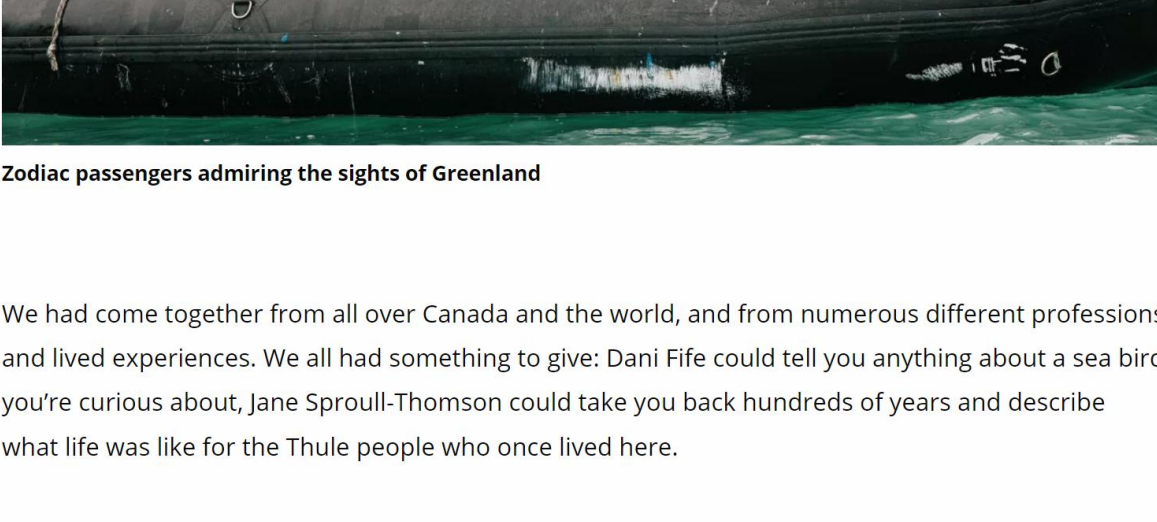 Zodiac passengers admiring the sights of Greenland
We had come together from all over Canada and the world, and from numerous different professions
and lived experiences. We all had something to give: Dani Fife could tell you anything about a sea bird
you’re curious about, Jane Sproull-Thomson could take you back hundreds of years and describe
what life was like for the Thule people who once lived here.